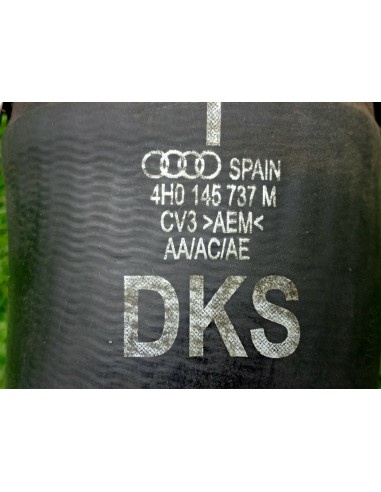 SPAIN
4H0 145 737 M
CV3 >AEM<
AA/AC/AE
DKS